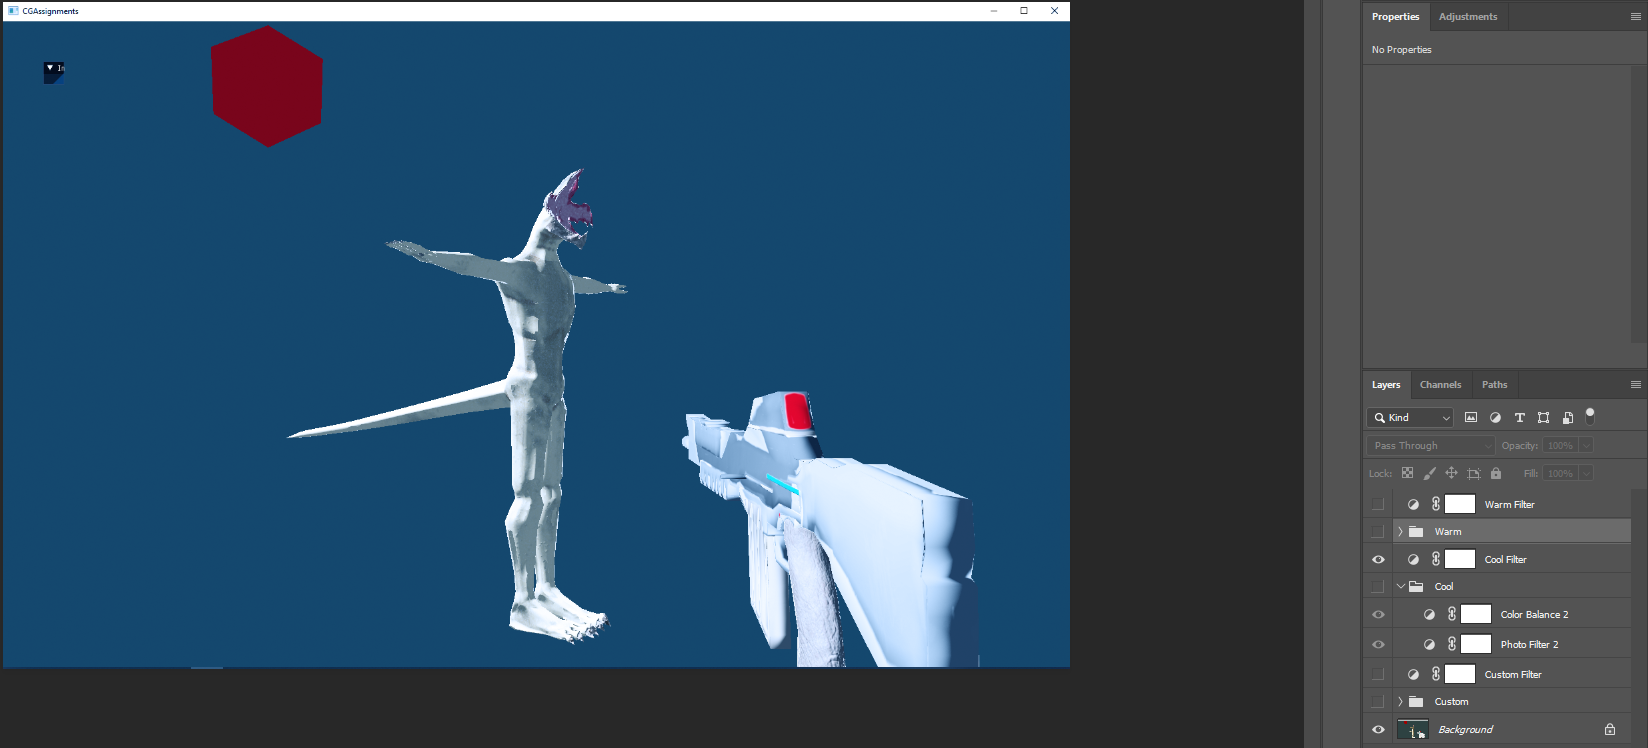 CGAssignments
In
Properties
Adjustments
No Properties
Layers
Channels
Paths
Kind
Pass Through
Opacity:
100%
Lock:
Fill:
100%
Warm Filter
Warm
Cool Filter
Cool
Color Balance 2
Photo Filter 2
Custom Filter
Custom
Background